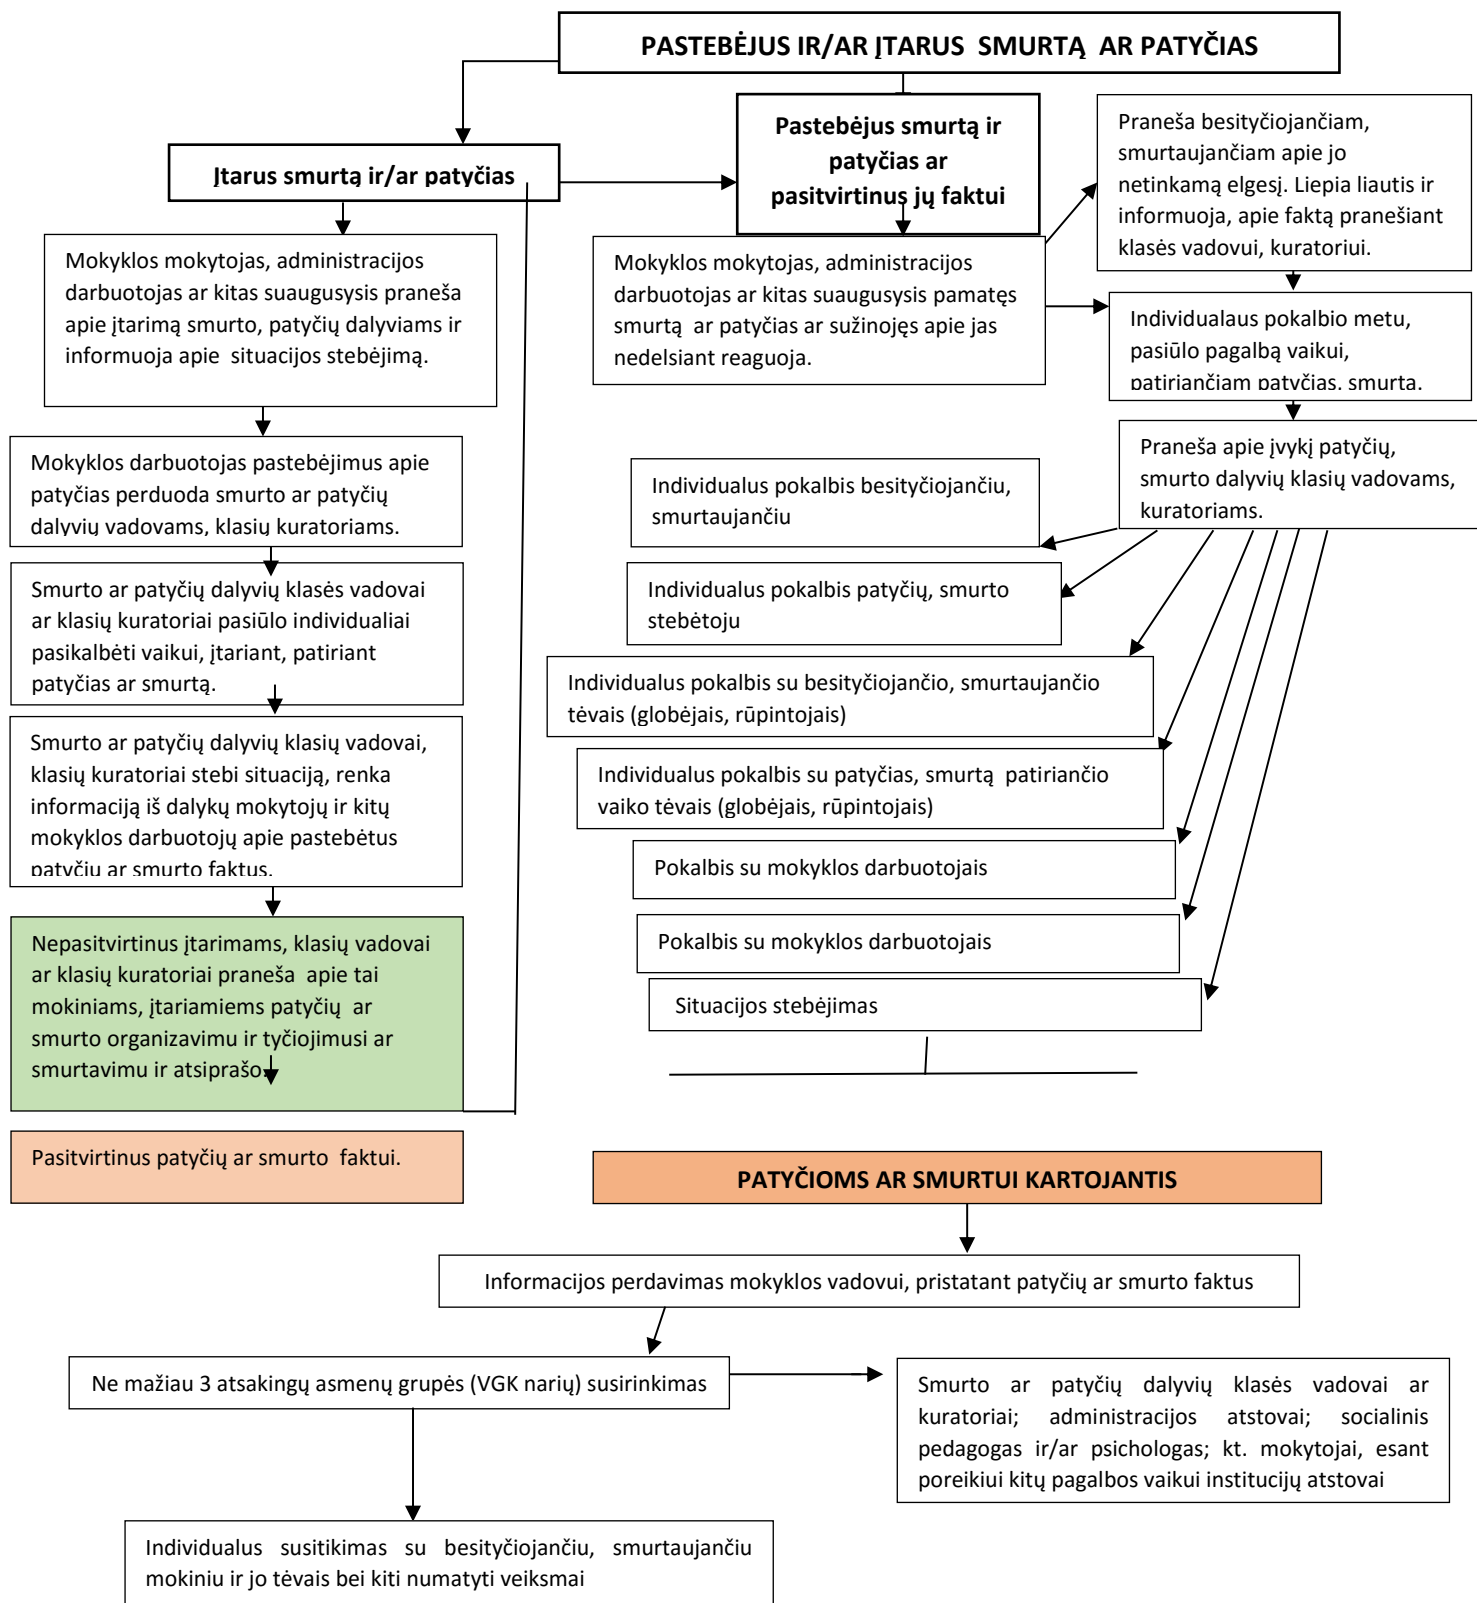 PASTEBĖJUS IR/AR ĮTARUS SMURTĄ AR PATYČIAS
Įtarus smurtą ir/ar patyčias
Mokyklos mokytojas, administracijos
darbuotojas ar kitas suaugusysis praneša
apie įtarimą smurto, patyčių dalyviams ir
informuoja apie situacijos stebėjimą.
Mokyklos darbuotojas pastebėjimus apie
patyčias perduoda smurto ar patyčių
dalyvių vadovams, klasių kuratoriams.
Smurto ar patyčių dalyvių klasės vadovai
ar klasių kuratoriai pasiūlo individualiai
pasikalbėti vaikui, įtariant, patiriant
patyčias ar smurtą.
Smurto ar patyčių dalyvių klasių vadovai,
klasių kuratoriai stebi situaciją, renka
informaciją iš dalykų mokytojų ir kitų
mokyklos darbuotojų apie pastebėtus
patyčių ar smurto faktus.
Nepasitvirtinus įtarimams, klasių vadovai
ar klasių kuratoriai praneša apie tai
mokiniams, įtariamiems patyčių ar
smurto organizavimu ir tyčiojimusi ar
smurtavimu ir atsiprašo.
Pasitvirtinus patyčių ar smurto faktui.
Pastebėjus smurtą ir
patyčias ar
pasitvirtinus jų faktui
Mokyklos mokytojas, administracijos
darbuotojas ar kitas suaugusysis pamatęs
smurtą ar patyčias ar sužinojęs apie jas
nedelsiant reaguoja.
Praneša besityčiojančiam,
smurtaujančiam apie jo
netinkamą elgesį. Liepia liautis ir
informuoja, apie faktą pranešiant
klasės vadovui, kuratoriui.
Individualaus pokalbio metu,
pasiūlo pagalbą vaikui,
patiriančiam patyčias, smurtą.
Praneša apie įvykį patyčių,
smurto dalyvių klasių vadovams,
kuratoriams.
Individualus pokalbis besityčiojančiu,
smurtaujančiu
Individualus pokalbis patyčių, smurto
stebėtoju
Individualus pokalbis su besityčiojančio, smurtaujančio
tėvais (globėjais, rūpintojais)
Individualus pokalbis su patyčias, smurtą patiriančio
vaiko tėvais (globėjais, rūpintojais)
Pokalbis su mokyklos darbuotojais
Pokalbis su mokyklos darbuotojais
Situacijos stebėjimas
PATYČIOMS AR SMURTUI KARTOJANTIS
Informacijos perdavimas mokyklos vadovui, pristatant patyčių ar smurto faktus
Ne mažiau 3 atsakingų asmenų grupės (VGK narių) susirinkimas
Smurto ar patyčių dalyvių klasės vadovai ar
kuratoriai; administracijos atstovai; socialinis
pedagogas ir/ar psichologas; kt. mokytojai, esant
poreikiui kitų pagalbos vaikui institucijų atstovai
Individualus susitikimas su besityčiojančiu, smurtaujančiu
mokiniu ir jo tėvais bei kiti numatyti veiksmai